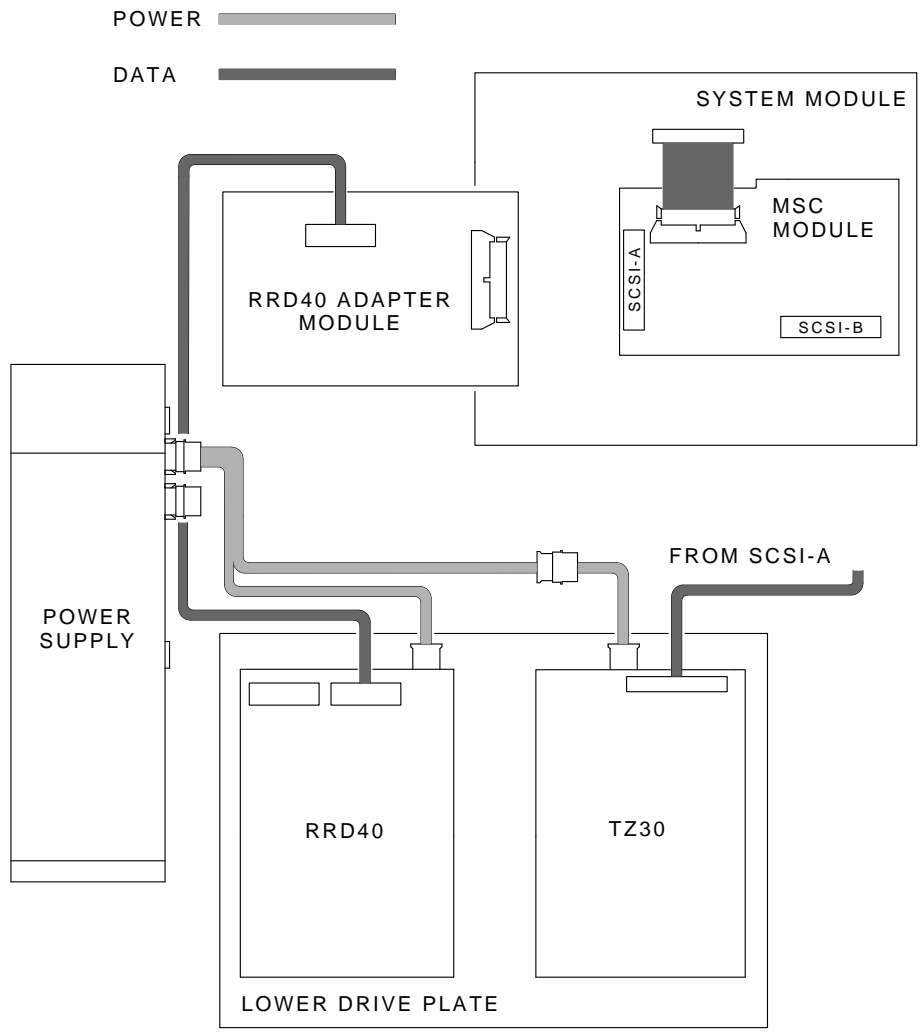 POWER
DATA
SYSTEM MODULE
MSC
MODULE
SCSI-A
SCSI-B
RRD40 ADAPTER
MODULE
FROM SCSI-A
POWER
SUPPLY
RRD40
TZ30
LOWER DRIVE PLATE